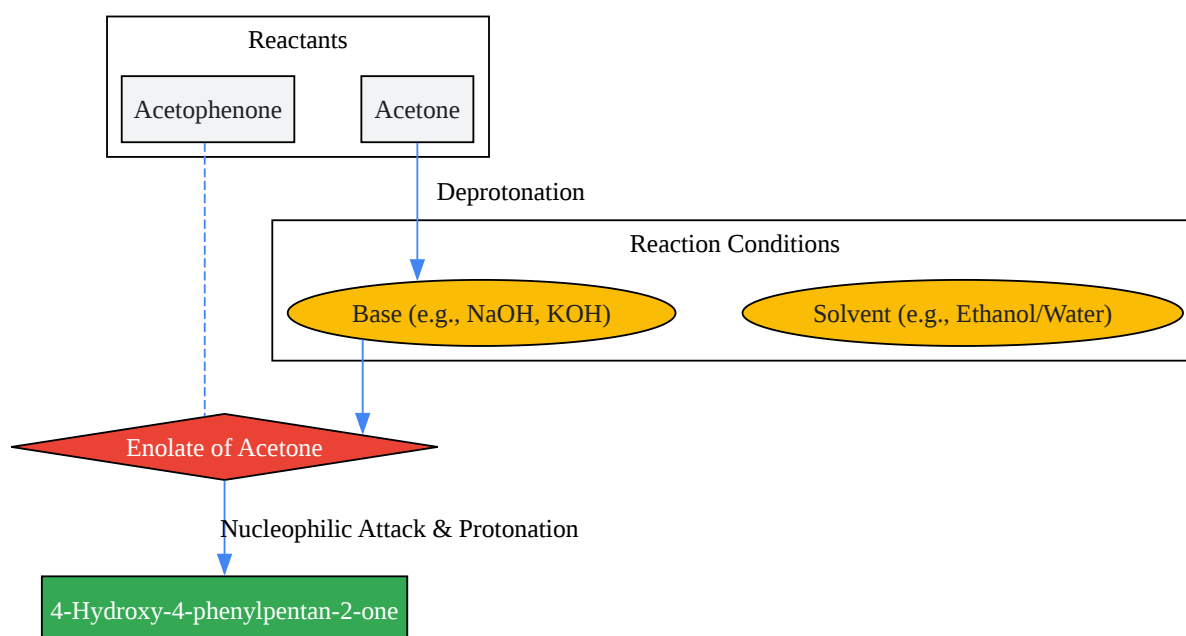 Reactants
Acetophenone
Acetone
Deprotonation
Reaction Conditions
Base (e.g., NaOH, KOH)
Solvent (e.g., Ethanol/Water)
Enolate of Acetone
Nucleophilic Attack & Protonation
4-Hydroxy-4-phenylpentan-2-one